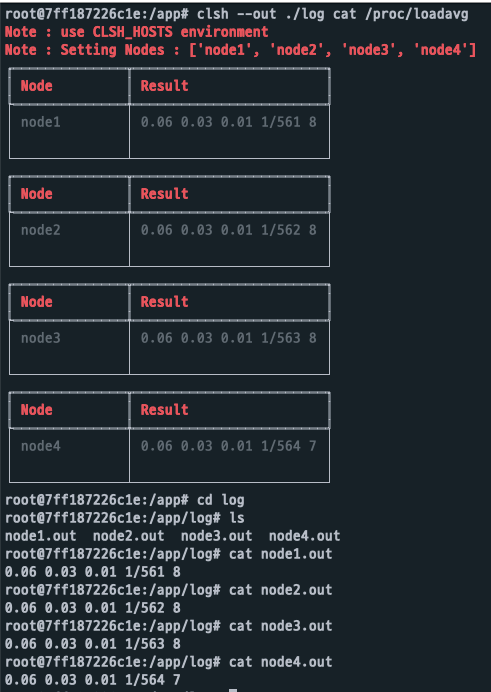 root@7ff187226c1e:/app# clsh --out ./log cat /proc/loadavg
Note : use CLSH_HOSTS environment
Note : Setting Nodes : ['node1', 'node2', 'node3', 'node4']
Node Result
node1 0.06 0.03 0.01 1/561 8
Node Result
node2 0.06 0.03 0.01 1/562 8
Node Result
node3 0.06 0.03 0.01 1/563 8
Node Result
node4 0.06 0.03 0.01 1/564 7
root@7ff187226c1e:/app# cd log
root@7ff187226c1e:/app/log# ls
node1.out node2.out node3.out node4.out
root@7ff187226c1e:/app/log# cat node1.out
0.06 0.03 0.01 1/561 8
root@7ff187226c1e:/app/log# cat node2.out
0.06 0.03 0.01 1/562 8
root@7ff187226c1e:/app/log# cat node3.out
0.06 0.03 0.01 1/563 8
root@7ff187226c1e:/app/log# cat node4.out
0.06 0.03 0.01 1/564 7